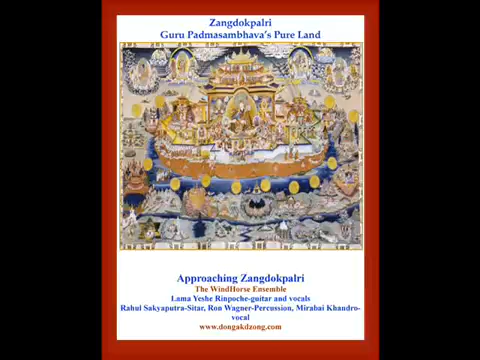 Zangdokpalri
Guru Padmasambhava's Pure Land
Approaching Zangdokpalri
The WindHorse Ensemble
Lama Yeshe Rinpoche-guitar and vocals
Rahul Sakyaputra-Sitar, Ron Wagner-Percussion, Mirabai Khandro-
vocal
www.dongakdzong.com